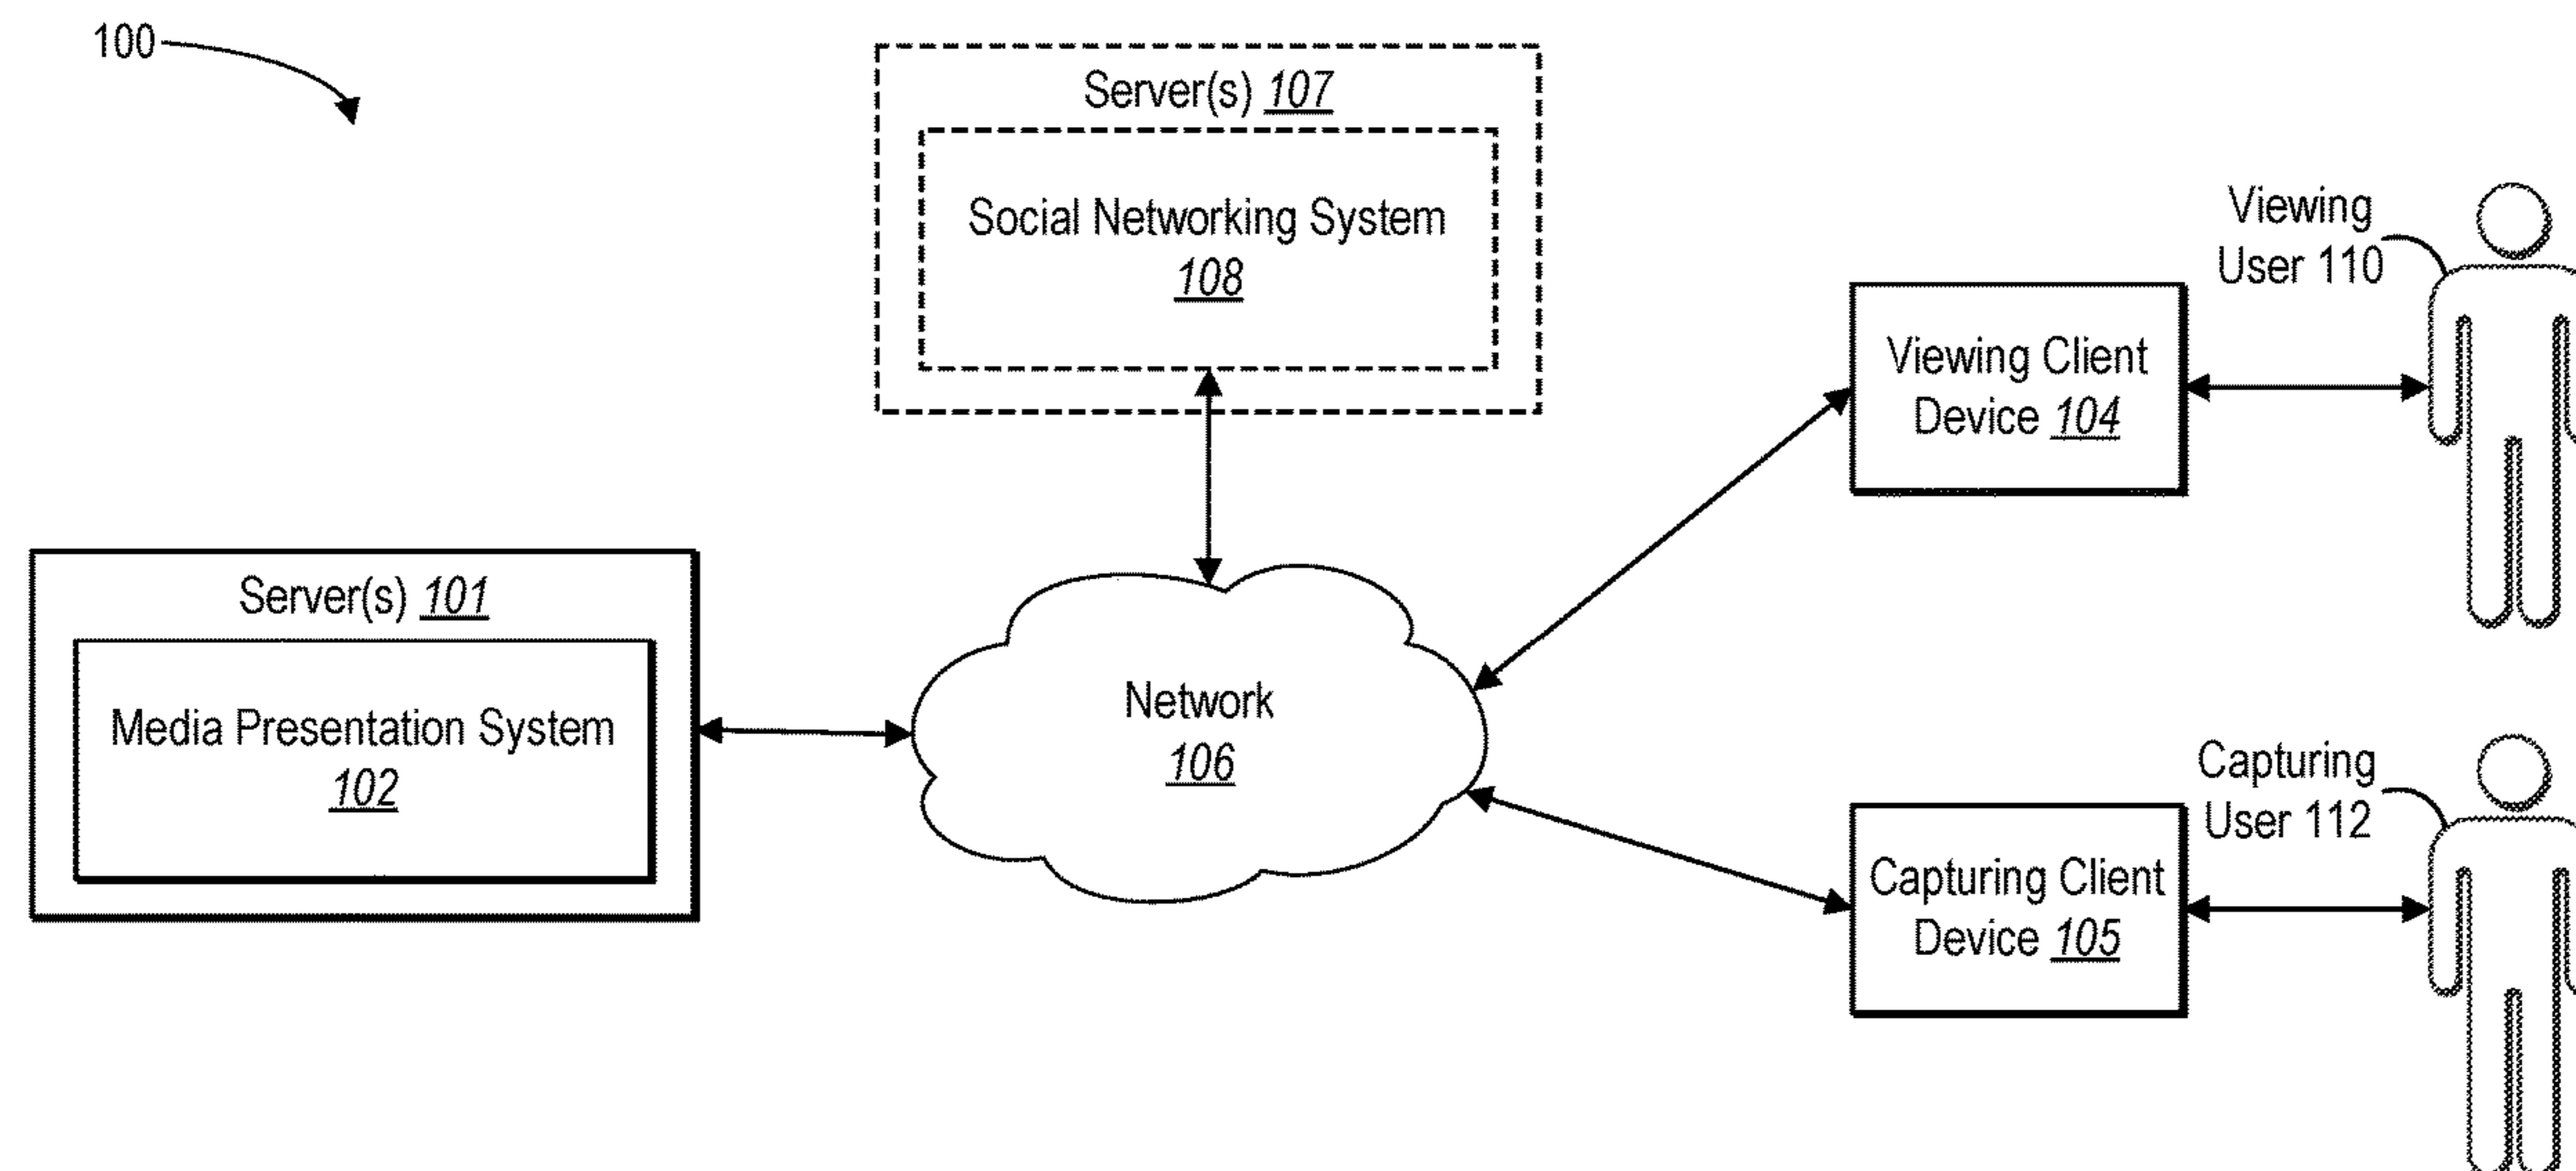 100
Server(s) 107
Social Networking System
108
Viewing
User 110
Viewing Client
Device 104
Server(s) 101
Media Presentation System
102
Network
106
Capturing
User 112
Capturing Client
Device 105